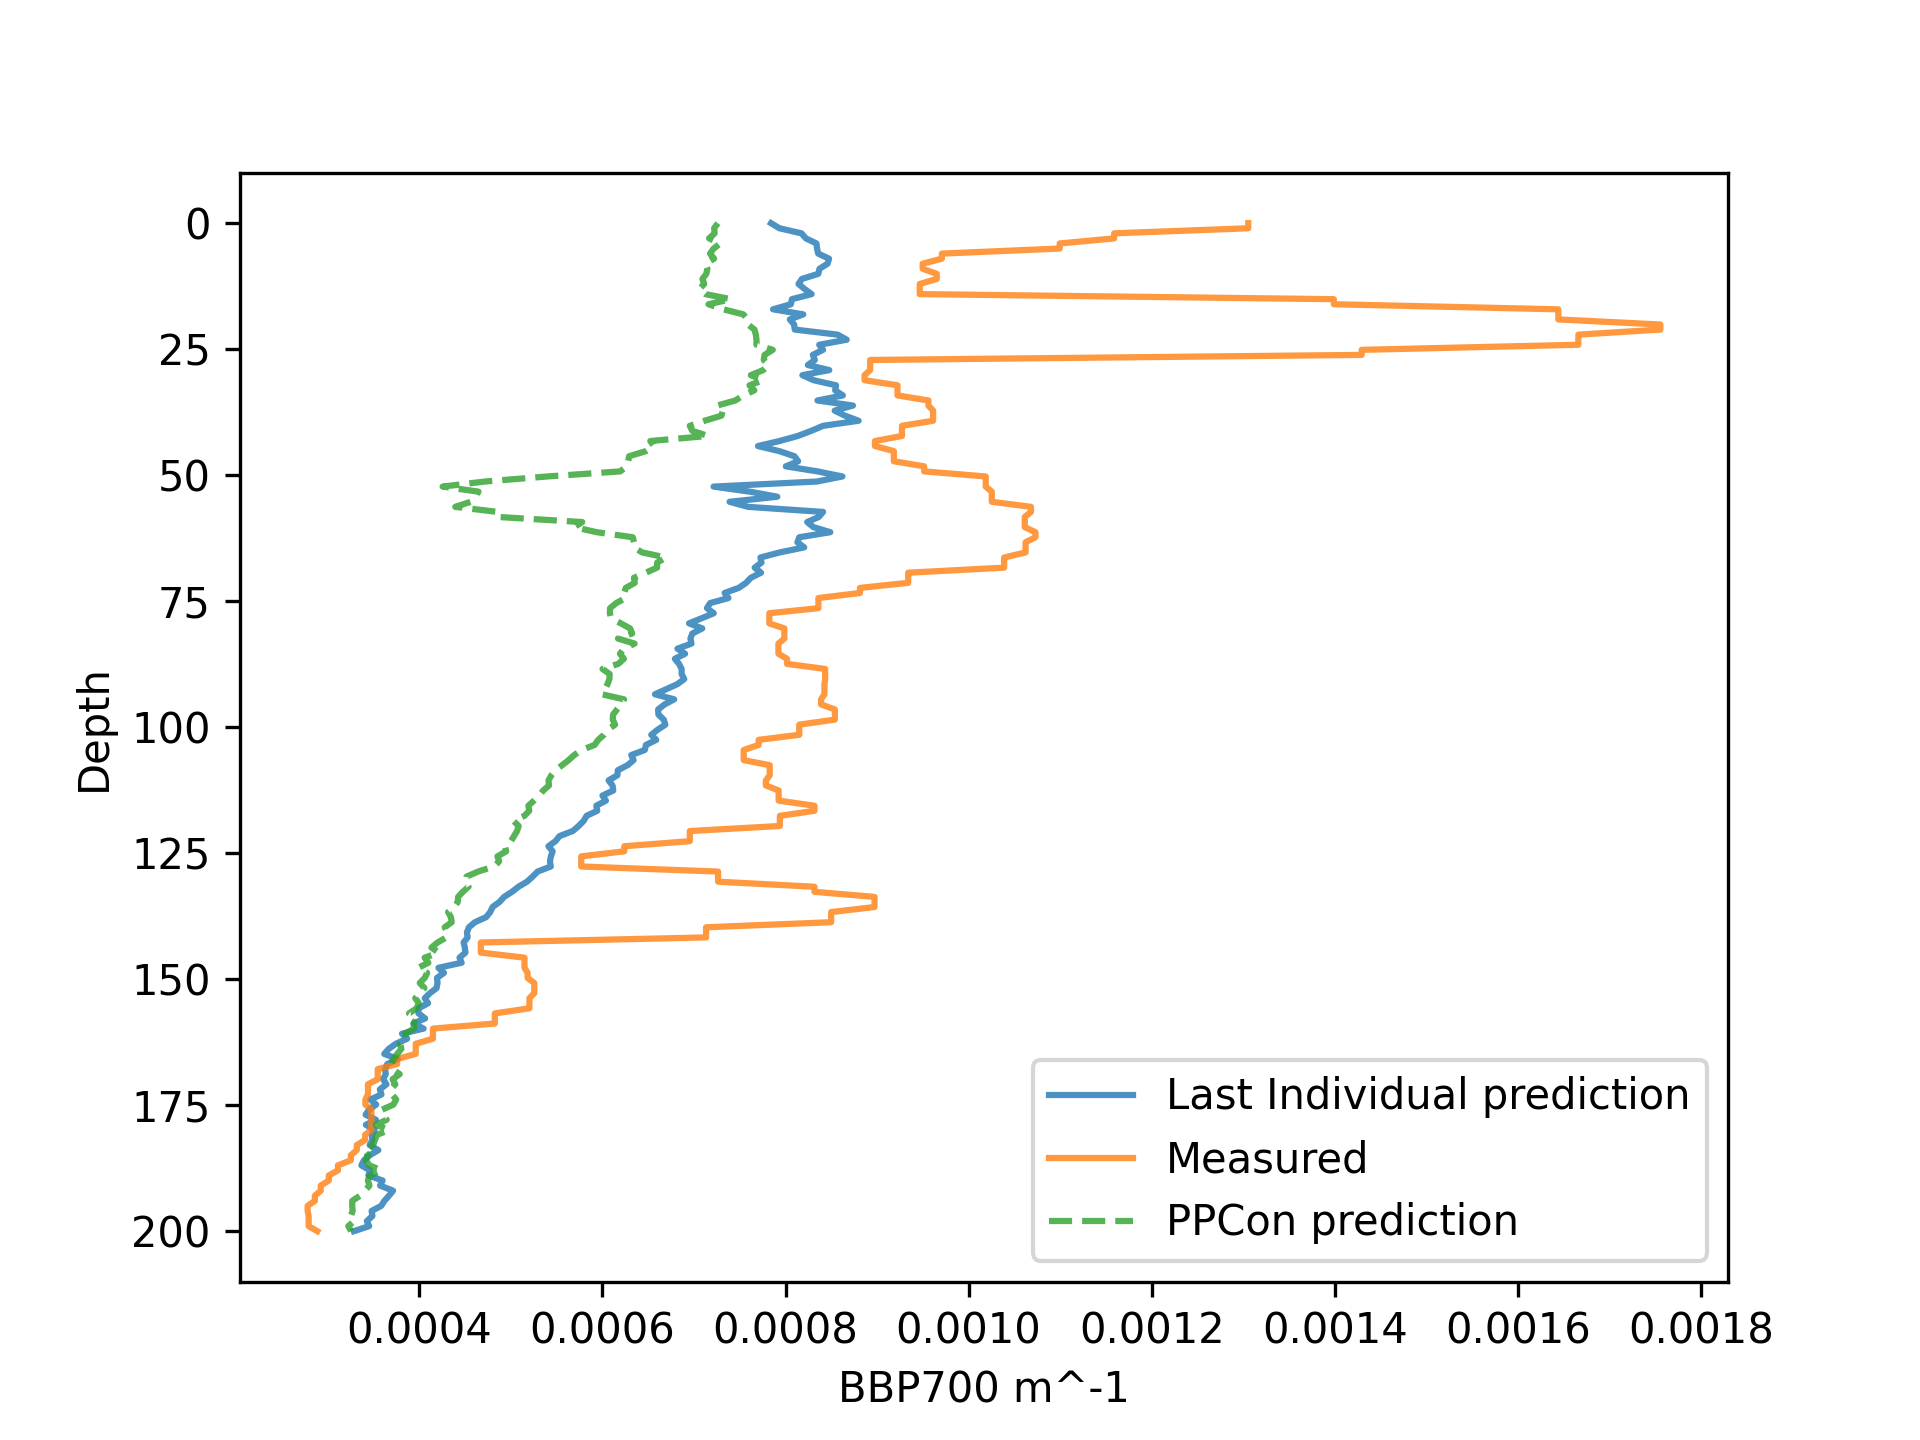 0
25
50
75
100
125
150
175
200
Depth
0.0004 0.0006 0.0008 0.0010 0.0012 0.0014 0.0016 0.0018
BBP700 m^-1
Last Individual prediction
Measured
PPCon prediction